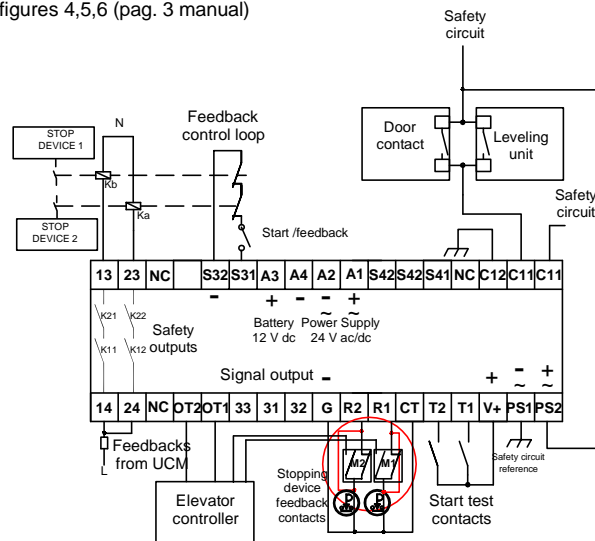 figures 4,5,6 (pag. 3 manual)
Safety
circuit
STOP
DEVICE 1
N
Feedback
control loop
Kb
Ka
STOP
DEVICE 2
Start /feedback
Door
contact
Leveling
unit
Safety
circuit
13 23 NC S32 S31 A3 A4 A2 A1 S42 S42 S41 NC C12 C11 C11
- + - - +
~ ~
K21 K22
K11 K12
Safety
outputs
Battery
12 V dc
Power Supply
24 V ac/dc
Signal output -
+ - +
~ ~
14 24 NC OT2 OT1 33 31 32 G R2 R1 CT T2 T1 V+ PS1 PS2
Feedbacks
from UCM
L
Elevator
controller
Stopping
device
feedback
contacts
M2 M1
P P
Start test
contacts
Safety circuit
reference